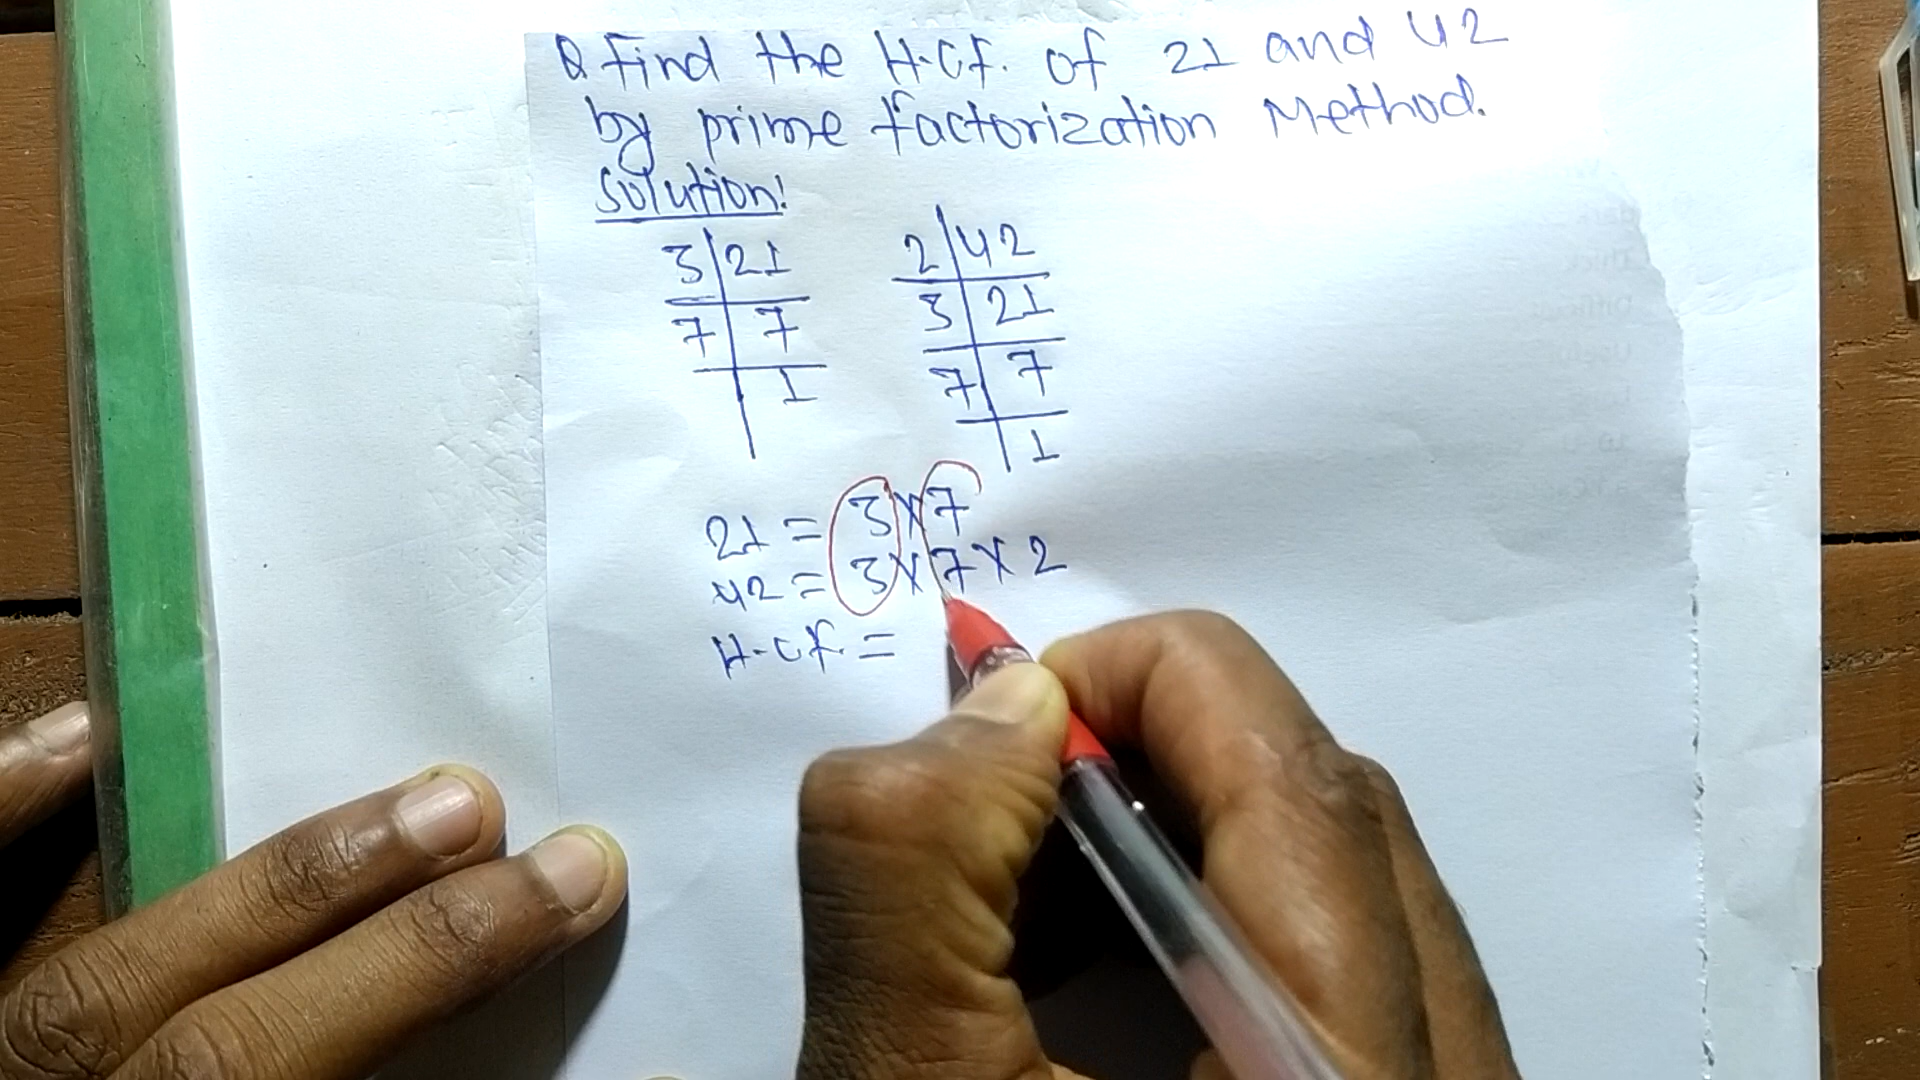 Q Find the H.C.F. of 21 and 42
by prime factorization Method.
Solution!
3 21
7 7
1
2 42
3 21
7 7
1
21 = 3 × 7
42 = 3 × 7 × 2
H.C.F. =